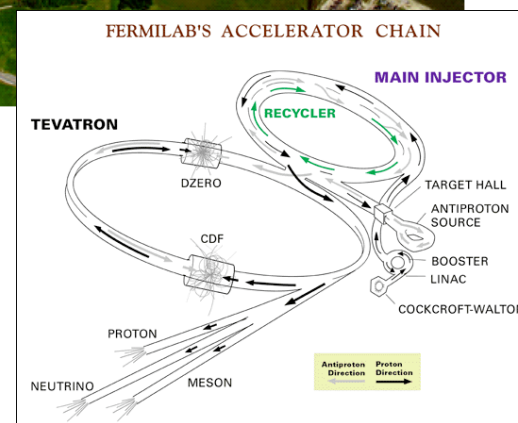 FERMILAB'S ACCELERATOR CHAIN
MAIN INJECTOR
RECYCLER
TEVATRON
DZERO
TARGET HALL
ANTIPROTON
SOURCE
CDF
BOOSTER
LINAC
COCKCROFT-WALTON
PROTON
NEUTRINO
MESON
Antiproton Proton
Direction Direction